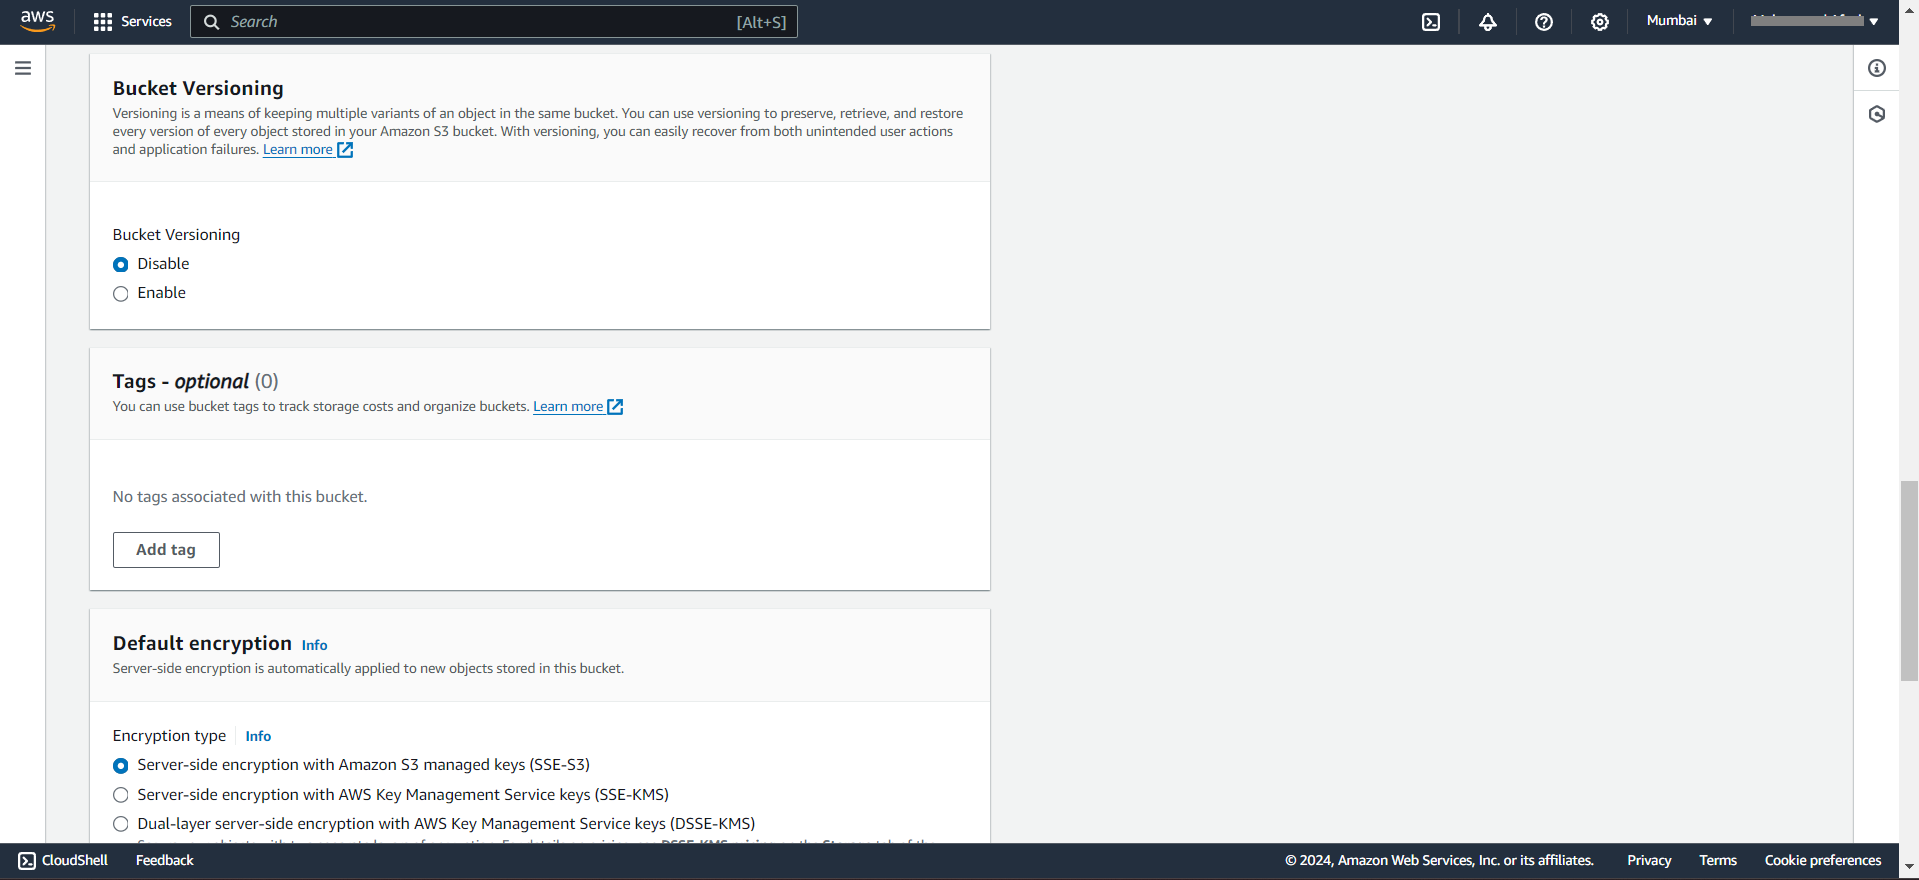 aws Services Search [Alt+S] Mumbai
Bucket Versioning
Versioning is a means of keeping multiple variants of an object in the same bucket. You can use versioning to preserve, retrieve, and restore
every version of every object stored in your Amazon S3 bucket. With versioning, you can easily recover from both unintended user actions
and application failures. Learn more
Bucket Versioning
Disable
Enable
Tags - optional (0)
You can use bucket tags to track storage costs and organize buckets. Learn more
No tags associated with this bucket.
Add tag
Default encryption Info
Server-side encryption is automatically applied to new objects stored in this bucket.
Encryption type Info
Server-side encryption with Amazon S3 managed keys (SSE-S3)
Server-side encryption with AWS Key Management Service keys (SSE-KMS)
Dual-layer server-side encryption with AWS Key Management Service keys (DSSE-KMS)
CloudShell Feedback © 2024, Amazon Web Services, Inc. or its affiliates. Privacy Terms Cookie preferences